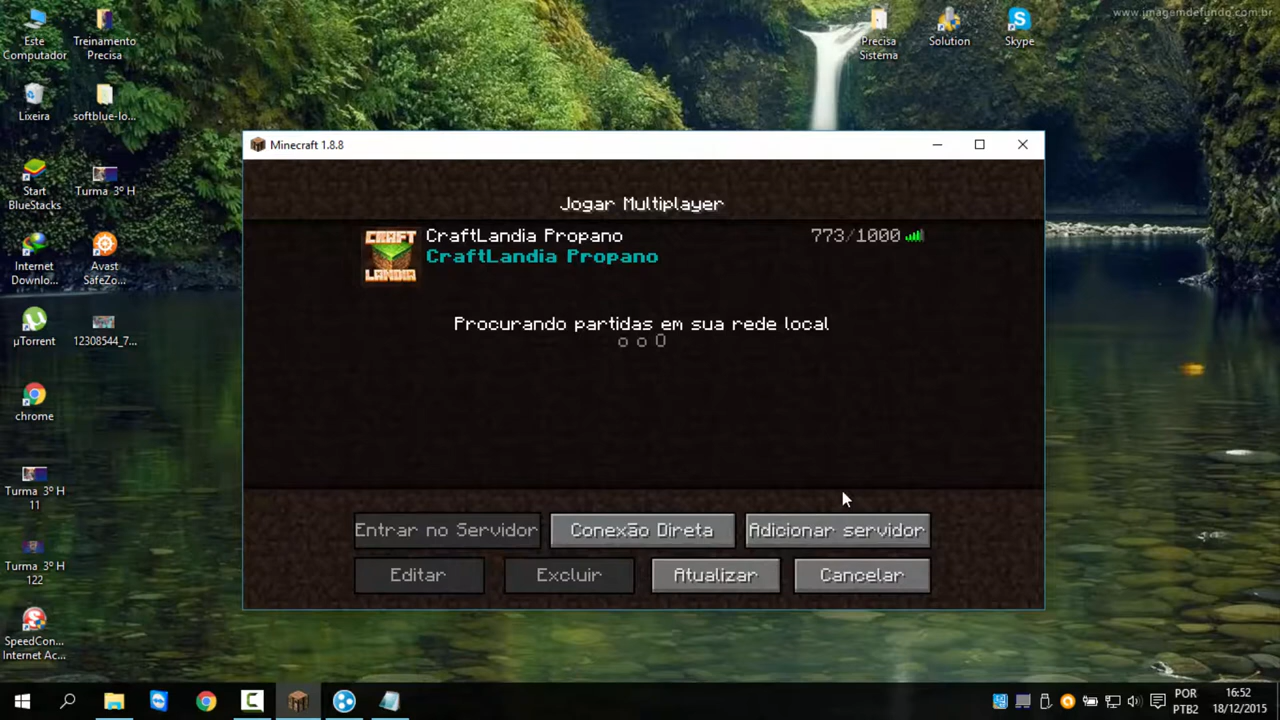 www.imagemdefundo.com.br
Este
Computador
Treinamento
Precisa
Precisa
Sistema
Solution
Skype
Lixeira
softblue-lo...
Start
BlueStacks
Turma 3º H
Internet
Downlo...
Avast
SafeZo...
µTorrent
12308544_7...
chrome
Turma 3º H
11
Turma 3º H
122
SpeedCon...
Internet Ac...
Minecraft 1.8.8
Jogar Multiplayer
CRAFT
LANDIA
CraftLandia Propano
773/1000
CraftLandia Propano
Procurando partidas em sua rede local
o o O
Entrar no Servidor
Conexão Direta
Adicionar servidor
Editar
Excluir
Atualizar
Cancelar
POR
PTB2
16:52
18/12/2015